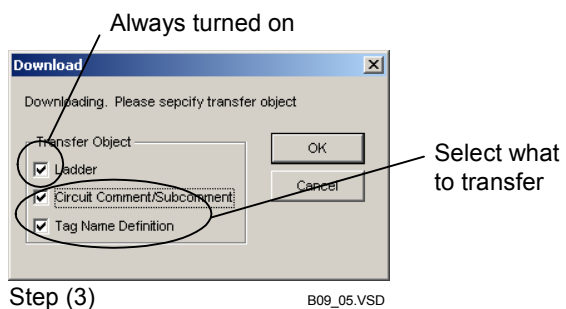 Always turned on
Download
Downloading. Please sepcify transfer object
Transfer Object
Ladder
Circuit Comment/Subcomment
Tag Name Definition
OK
Cancel
Select what
to transfer
Step (3)
B09_05.VSD